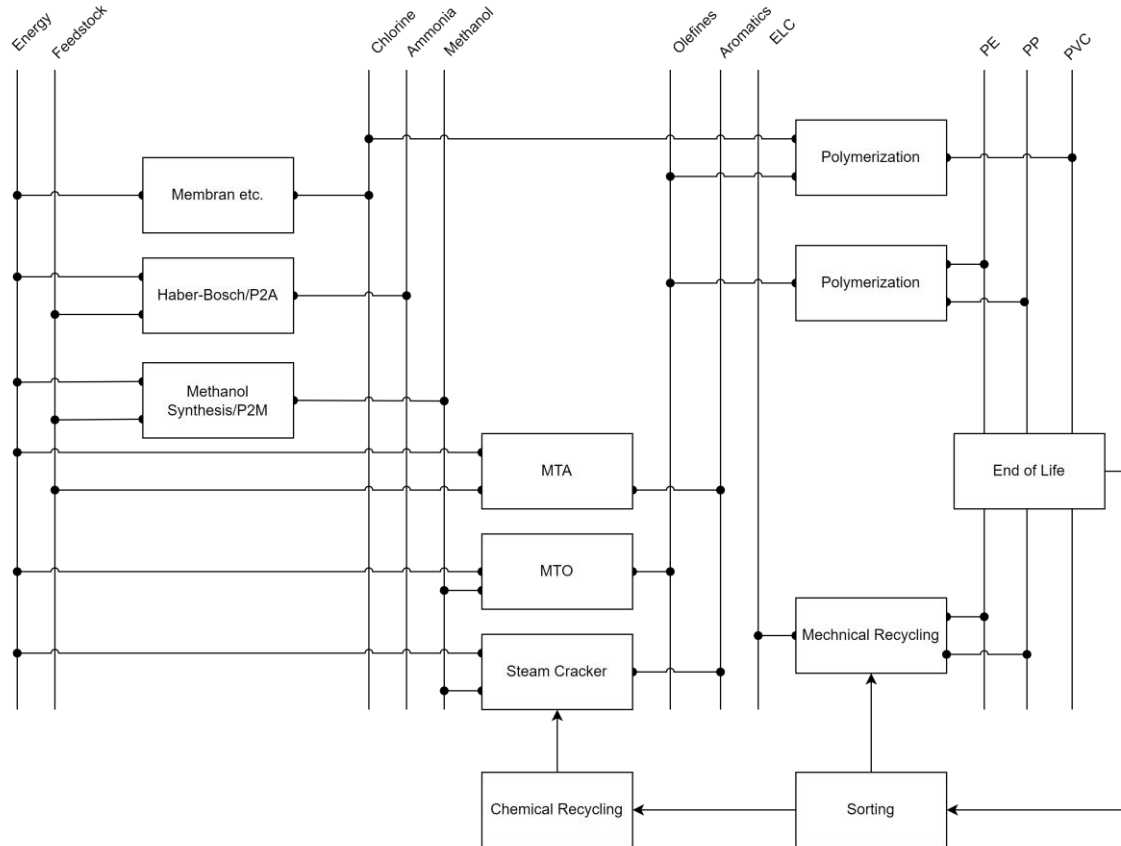 Energy
Feedstock
Chlorine
Ammonia
Methanol
Olefines
Aromatics
ELC
PE
PP
PVC
Polymerization
Membran etc.
Haber-Bosch/P2A
Polymerization
Methanol
Synthesis/P2M
MTA
End of Life
MTO
Mechnical Recycling
Steam Cracker
Chemical Recycling
Sorting